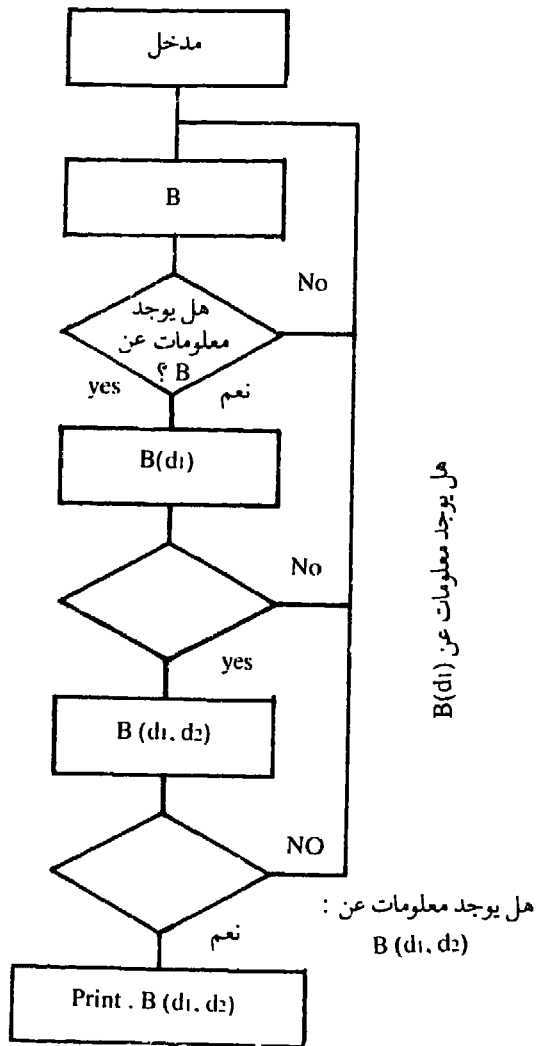 مدخل
B
No
هل يوجد
معلومات عن
B ؟
yes
نعم
B(d1)
هل يوجد معلومات عن B(d1)
No
yes
B (d1. d2)
NO
هل يوجد معلومات عن :
B (d1. d2)
نعم
Print . B (d1. d2)